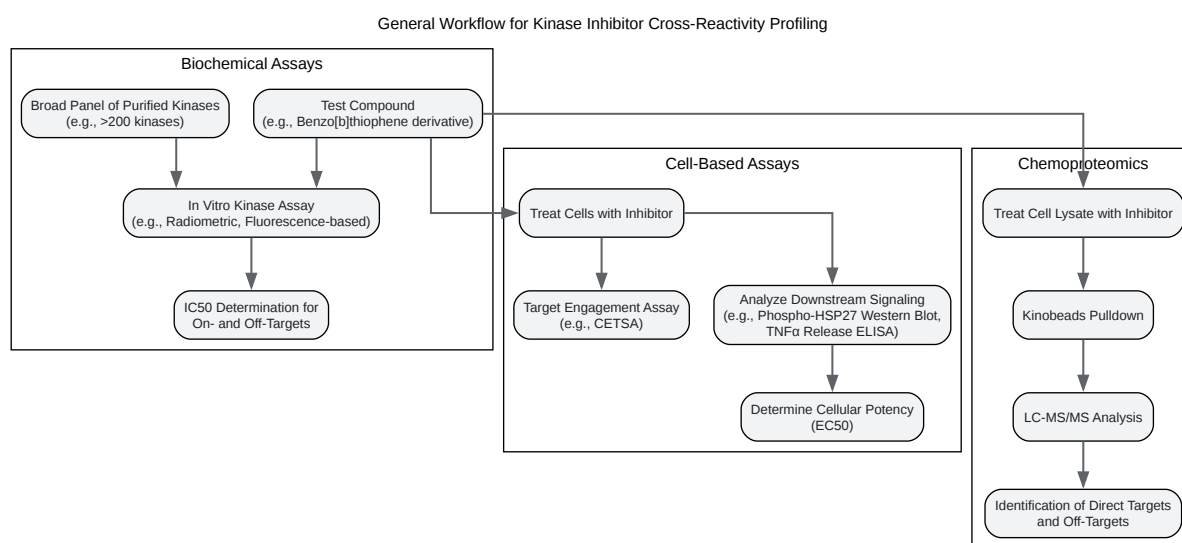 General Workflow for Kinase Inhibitor Cross-Reactivity Profiling
Biochemical Assays
Broad Panel of Purified Kinases
(e.g., >200 kinases)
Test Compound
(e.g., Benzo[b]thiophene derivative)
In Vitro Kinase Assay
(e.g., Radiometric, Fluorescence-based)
IC50 Determination for
On- and Off-Targets
Cell-Based Assays
Treat Cells with Inhibitor
Target Engagement Assay
(e.g., CETSA)
Analyze Downstream Signaling
(e.g., Phospho-HSP27 Western Blot,
TNFα Release ELISA)
Determine Cellular Potency
(EC50)
Chemoproteomics
Treat Cell Lysate with Inhibitor
Kinobeads Pulldown
LC-MS/MS Analysis
Identification of Direct Targets
and Off-Targets